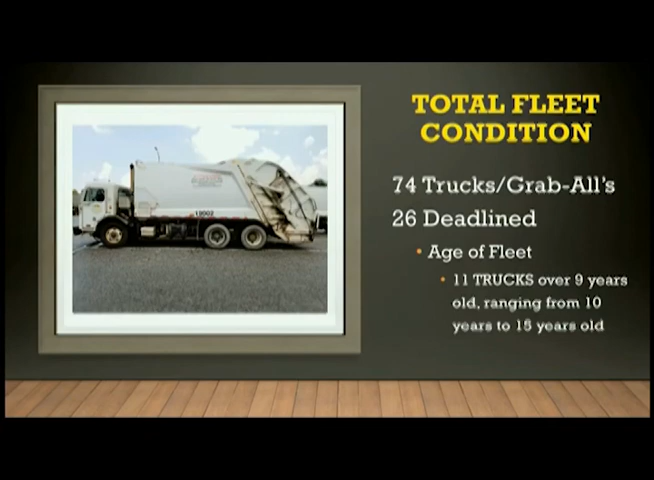 TOTAL FLEET
CONDITION
74 Trucks/Grab-All's
26 Deadlined
• Age of Fleet
• 11 TRUCKS over 9 years
old, ranging from 10
years to 15 years old